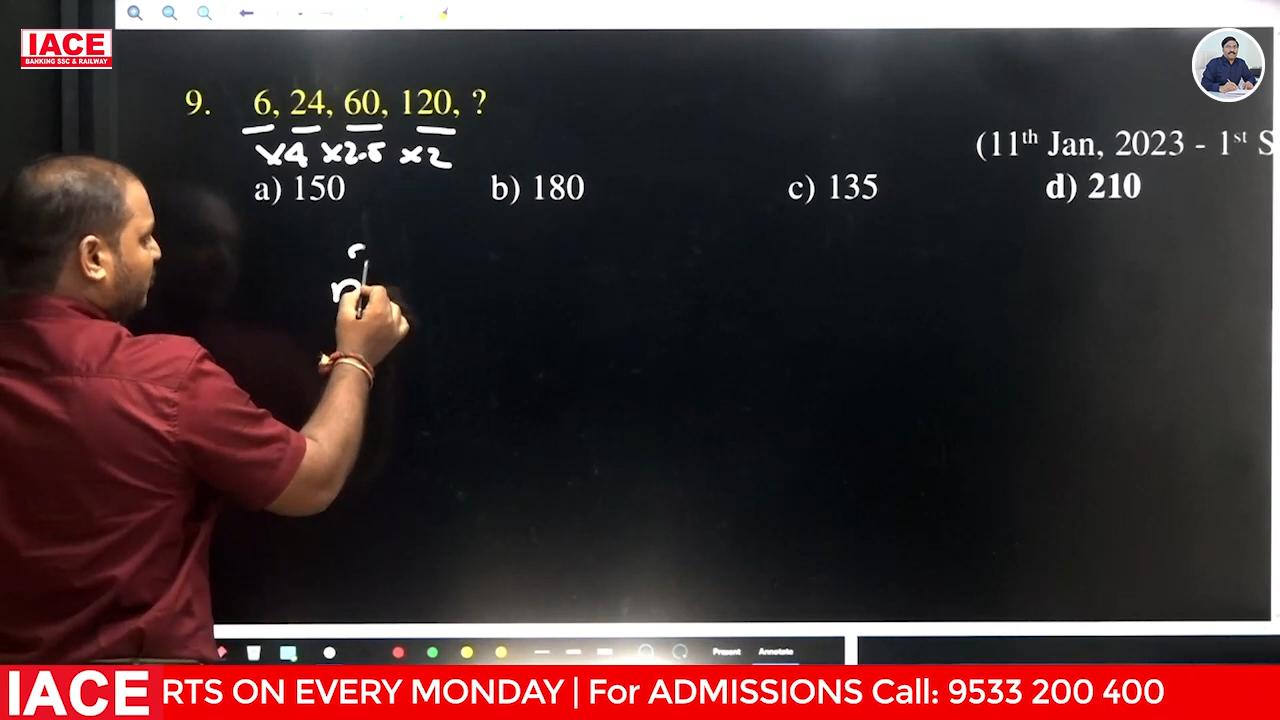 IACE
BANKING SSC & RAILWAY
9. 6, 24, 60, 120, ?
×4 ×2.5 ×2
(11th Jan, 2023 - 1st S
a) 150 b) 180 c) 135 d) 210
n
Present Annotate
IACE RTS ON EVERY MONDAY | For ADMISSIONS Call: 9533 200 400